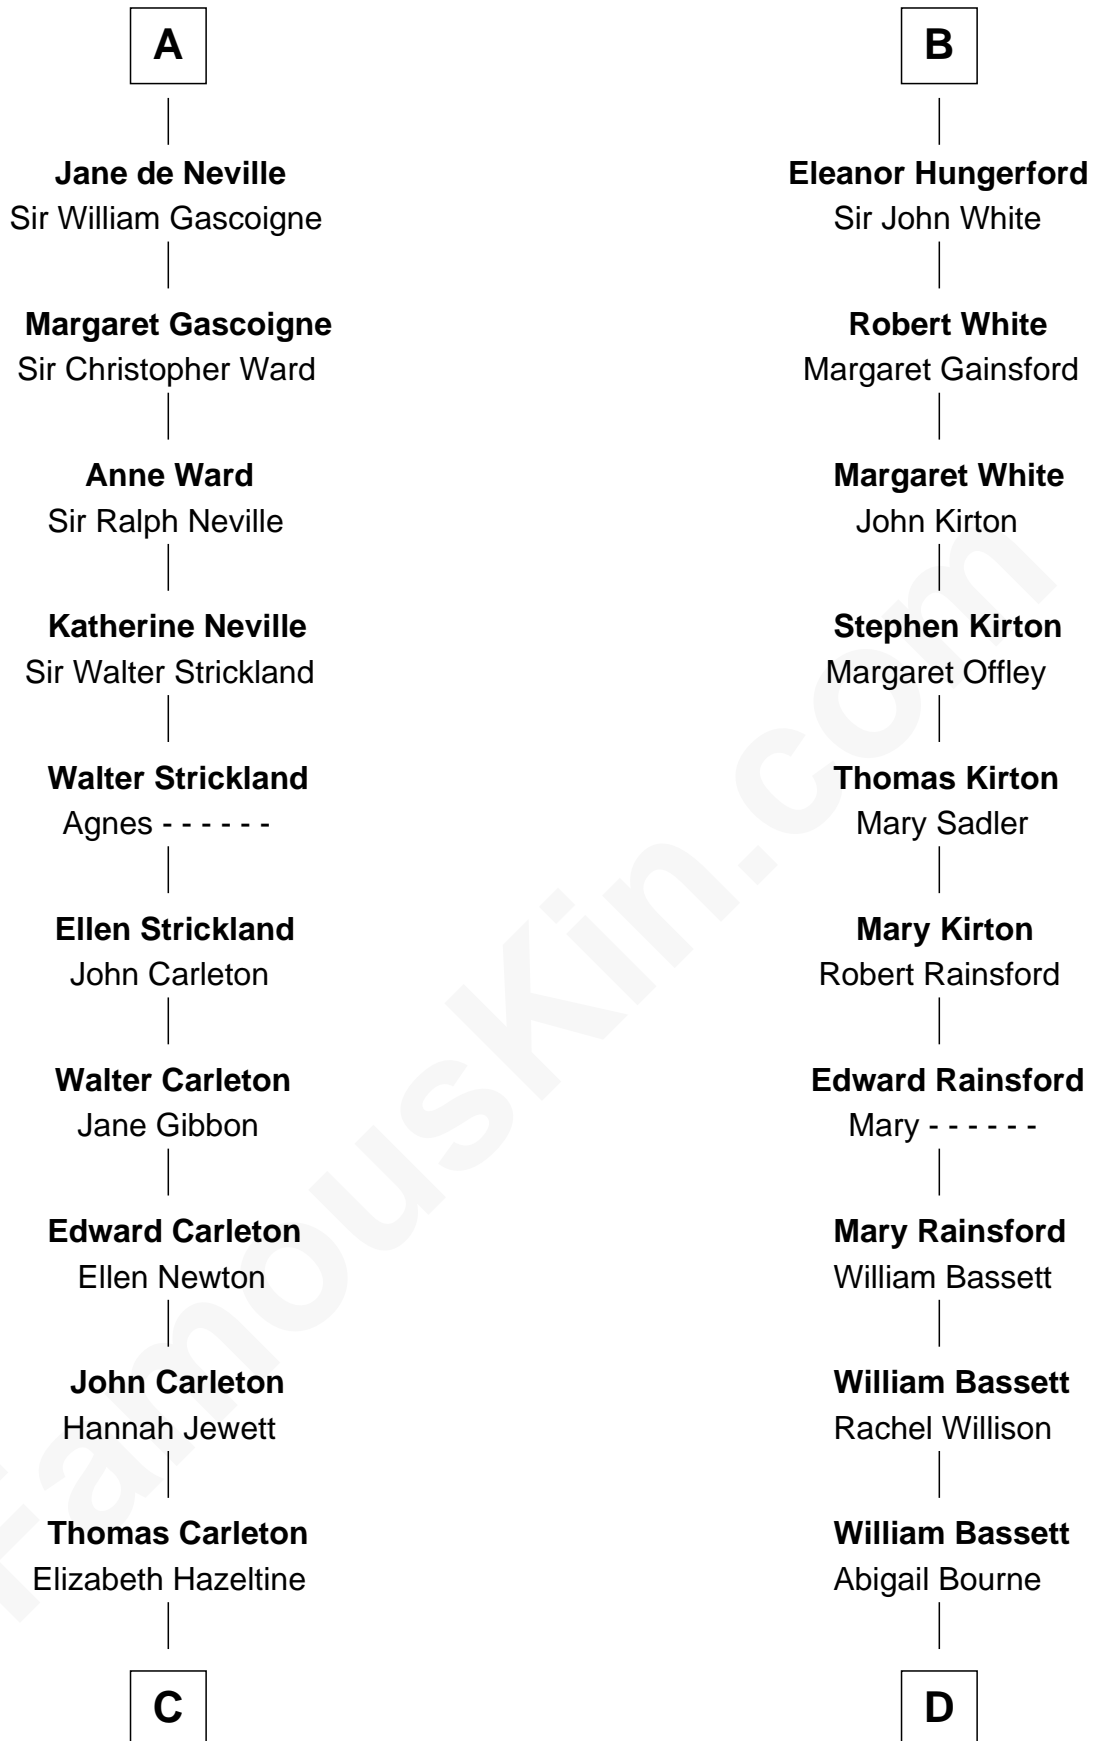 A
Jane de Neville
Sir William Gascoigne
Margaret Gascoigne
Sir Christopher Ward
Anne Ward
Sir Ralph Neville
Katherine Neville
Sir Walter Strickland
Walter Strickland
Agnes - - - - - -
Ellen Strickland
John Carleton
Walter Carleton
Jane Gibbon
Edward Carleton
Ellen Newton
John Carleton
Hannah Jewett
Thomas Carleton
Elizabeth Hazeltine
C
B
Eleanor Hungerford
Sir John White
Robert White
Margaret Gainsford
Margaret White
John Kirton
Stephen Kirton
Margaret Offley
Thomas Kirton
Mary Sadler
Mary Kirton
Robert Rainsford
Edward Rainsford
Mary - - - - - -
Mary Rainsford
William Bassett
William Bassett
Rachel Willison
William Bassett
Abigail Bourne
D
FamousKin.com